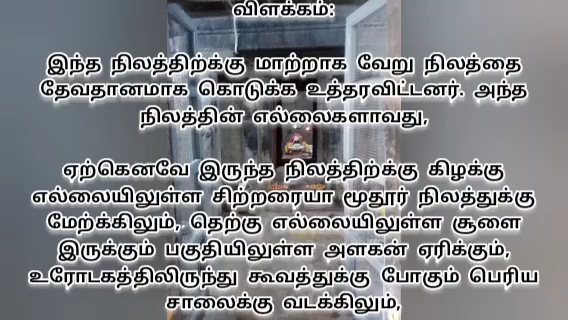 விளக்கம்:
இந்த நிலத்திற்க்கு மாற்றாக வேறு நிலத்தை
தேவதானமாக கொடுக்க உத்தரவிட்டனர். அந்த
நிலத்தின் எல்லைகளாவது,
ஏற்கெனவே இருந்த நிலத்திற்க்கு கிழக்கு
எல்லையிலுள்ள சிற்றரையா மூதூர் நிலத்துக்கு
மேற்க்கிலும், தெற்கு எல்லையிலுள்ள சூளை
இருக்கும் பகுதியிலுள்ள அளகன் ஏரிக்கும்,
உரோடகத்திலிருந்து கூவத்துக்கு போகும் பெரிய
சாலைக்கு வடக்கிலும்,